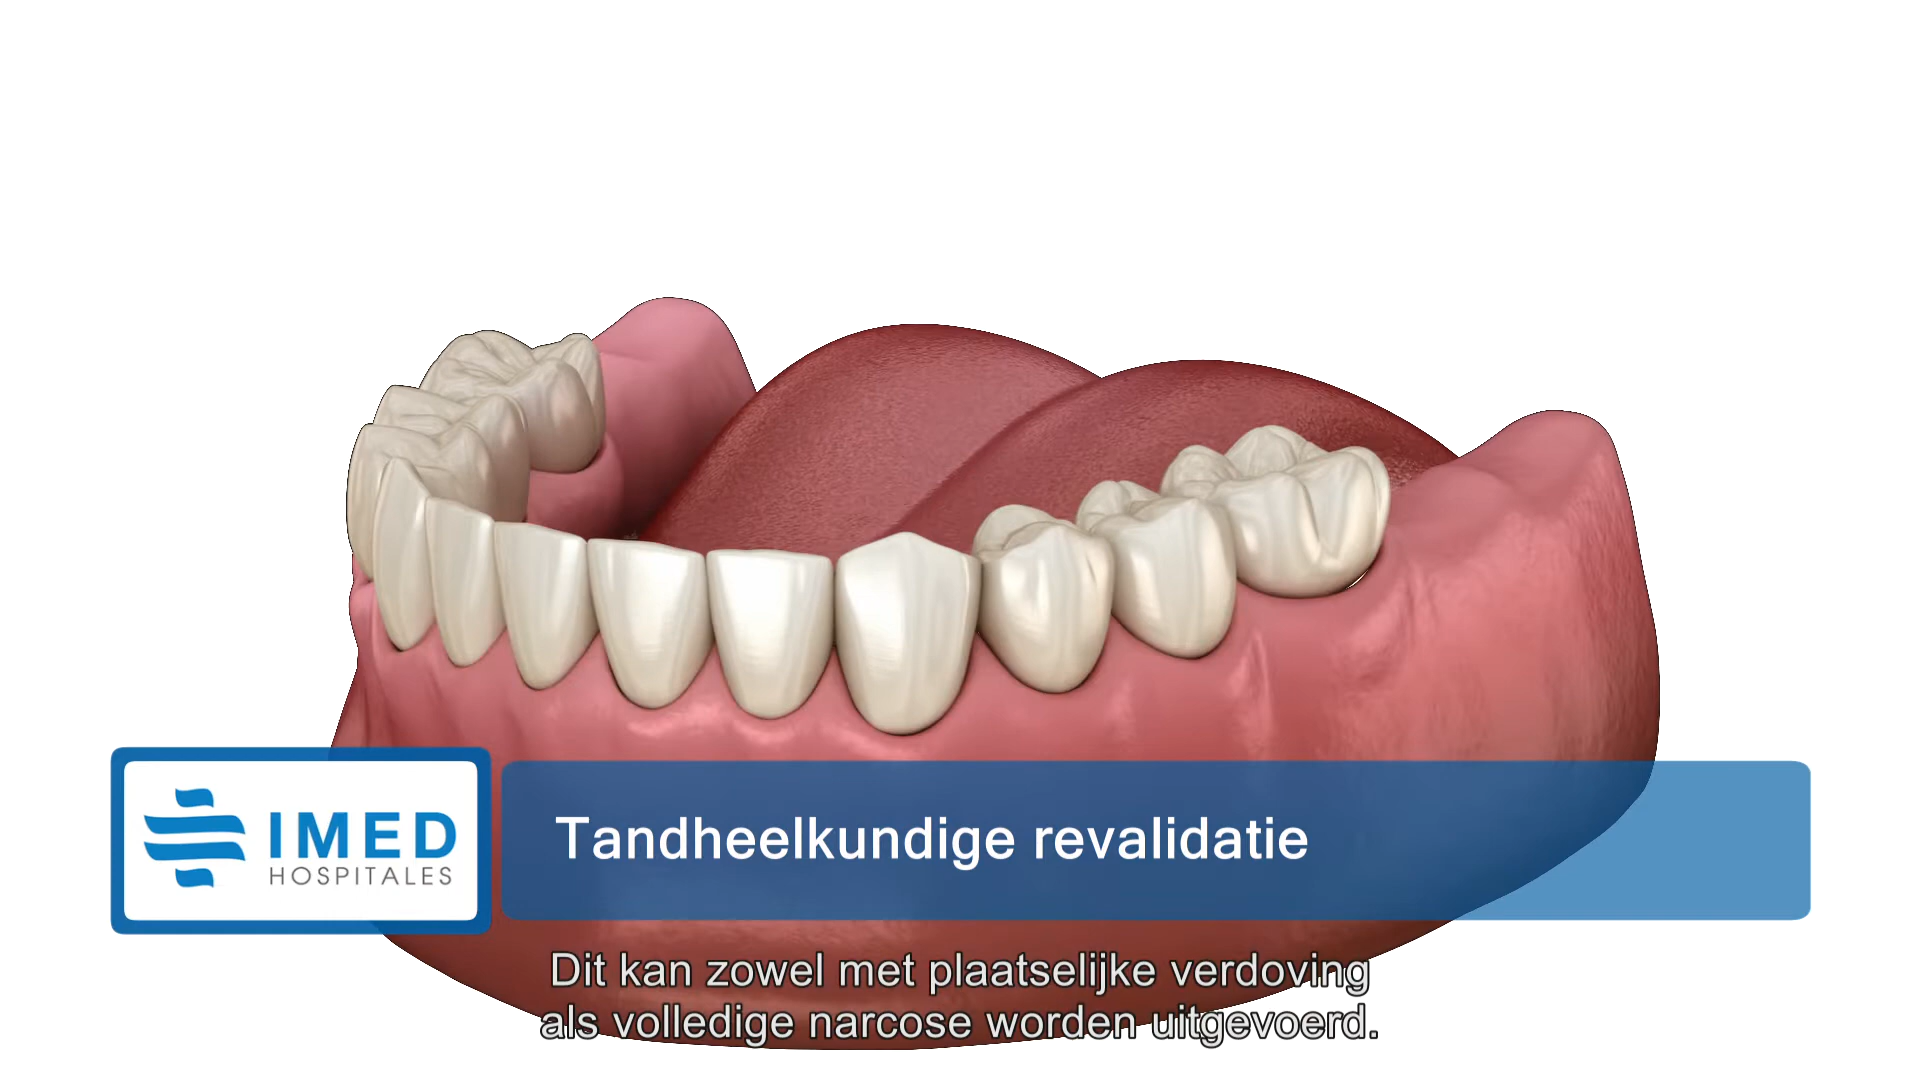 IMED
HOSPITALES
Tandheelkundige revalidatie
Dit kan zowel met plaatselijke verdoving
als volledige narcose worden uitgevoerd.